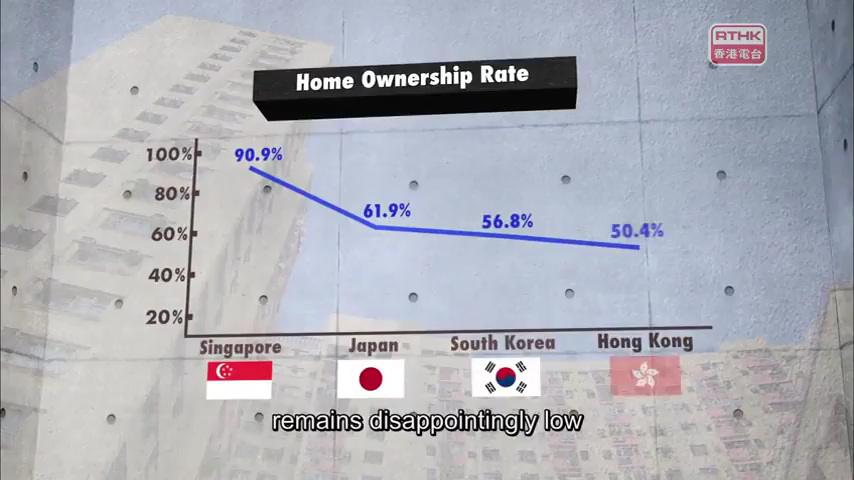 RTHK
香港電台
Home Ownership Rate
100%
80%
60%
40%
20%
90.9%
61.9%
56.8%
50.4%
Singapore
Japan
South Korea
Hong Kong
remains disappointingly low